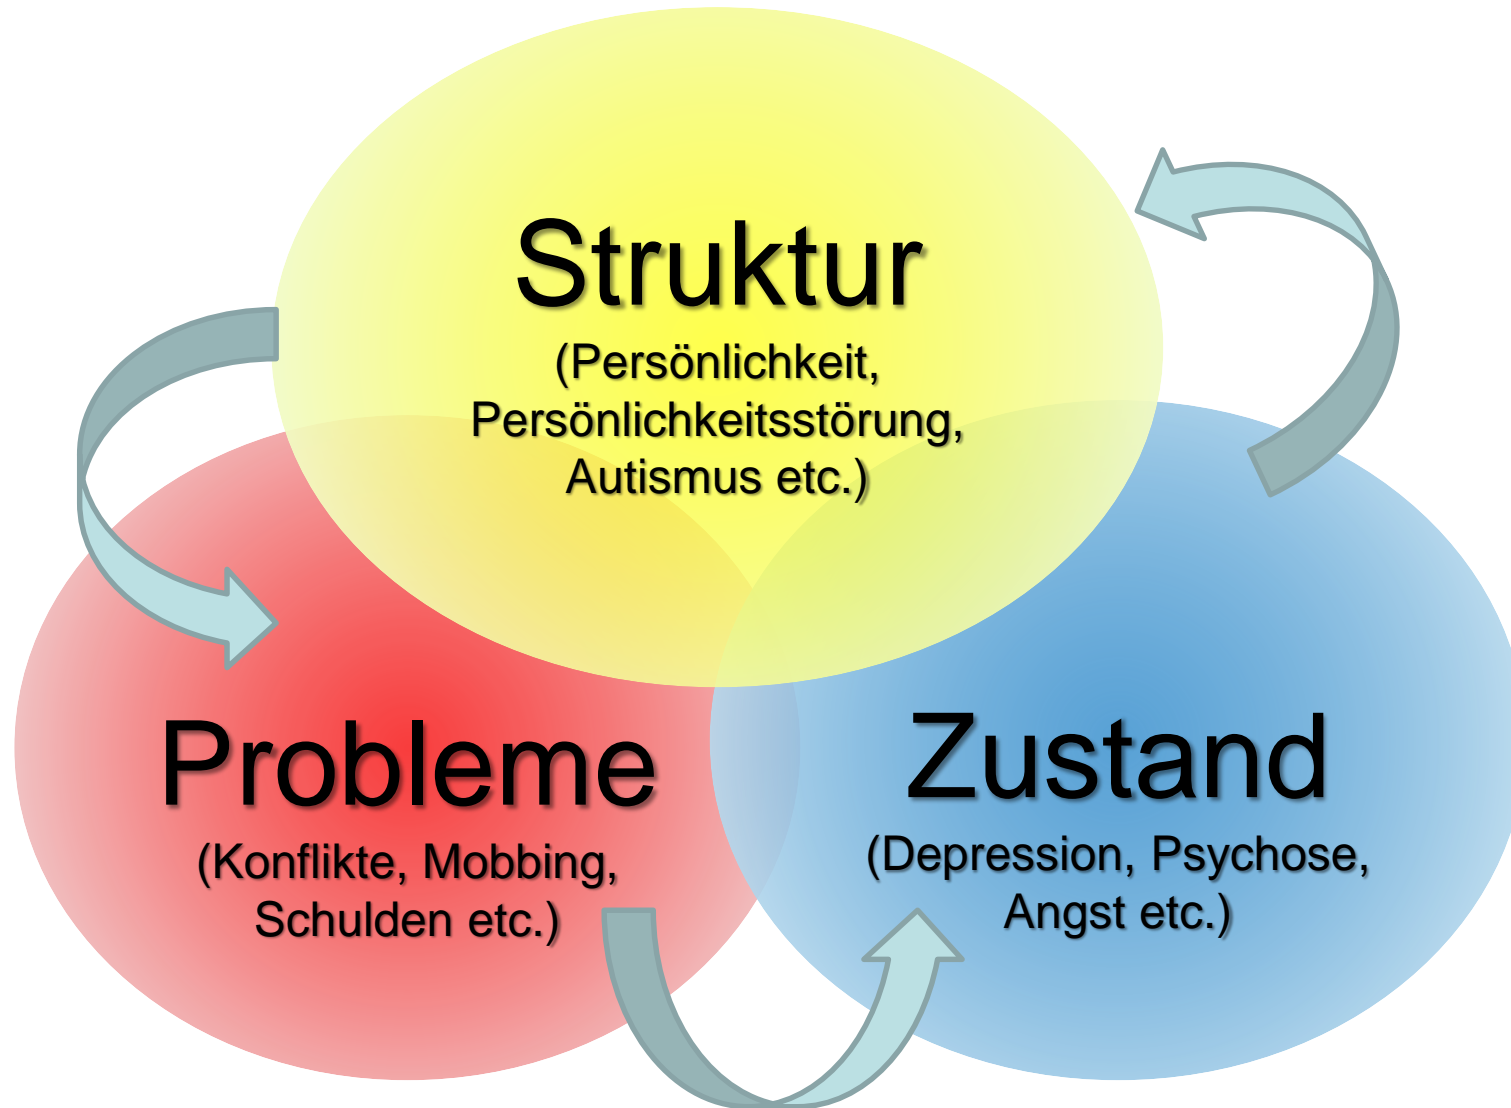 Struktur
(Persönlichkeit,
Persönlichkeitsstörung,
Autismus etc.)
Probleme
(Konflikte, Mobbing,
Schulden etc.)
Zustand
(Depression, Psychose,
Angst etc.)